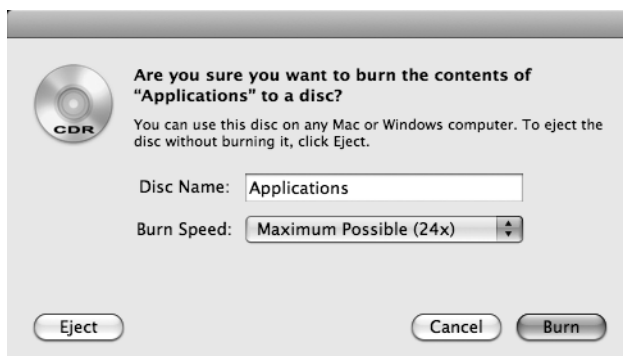 Are you sure you want to burn the contents of
“Applications” to a disc?
You can use this disc on any Mac or Windows computer. To eject the
disc without burning it, click Eject.
CDR
Disc Name: Applications
Burn Speed: Maximum Possible (24x)
Eject Cancel Burn